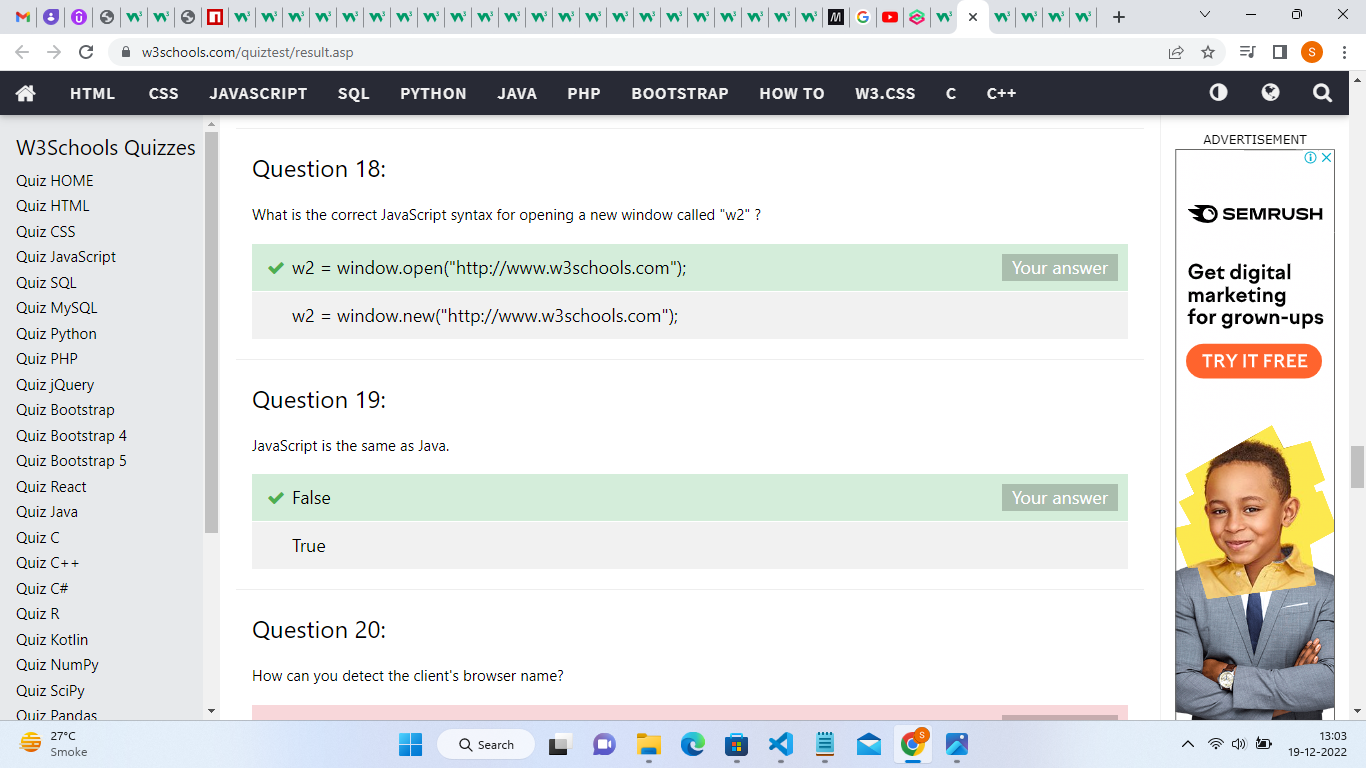 w3schools.com/quiztest/result.asp
S
HTML CSS JAVASCRIPT SQL PYTHON JAVA PHP BOOTSTRAP HOW TO W3.CSS C C++
W3Schools Quizzes
Quiz HOME
Quiz HTML
Quiz CSS
Quiz JavaScript
Quiz SQL
Quiz MySQL
Quiz Python
Quiz PHP
Quiz jQuery
Quiz Bootstrap
Quiz Bootstrap 4
Quiz Bootstrap 5
Quiz React
Quiz Java
Quiz C
Quiz C++
Quiz C#
Quiz R
Quiz Kotlin
Quiz NumPy
Quiz SciPy
Quiz Pandas
Question 18:
What is the correct JavaScript syntax for opening a new window called "w2" ?
w2 = window.open("http://www.w3schools.com"); Your answer
w2 = window.new("http://www.w3schools.com");
Question 19:
JavaScript is the same as Java.
False Your answer
True
Question 20:
How can you detect the client's browser name?
ADVERTISEMENT
SEMRUSH
Get digital
marketing
for grown-ups
TRY IT FREE
27°C
Smoke
Search
S
13:03
19-12-2022